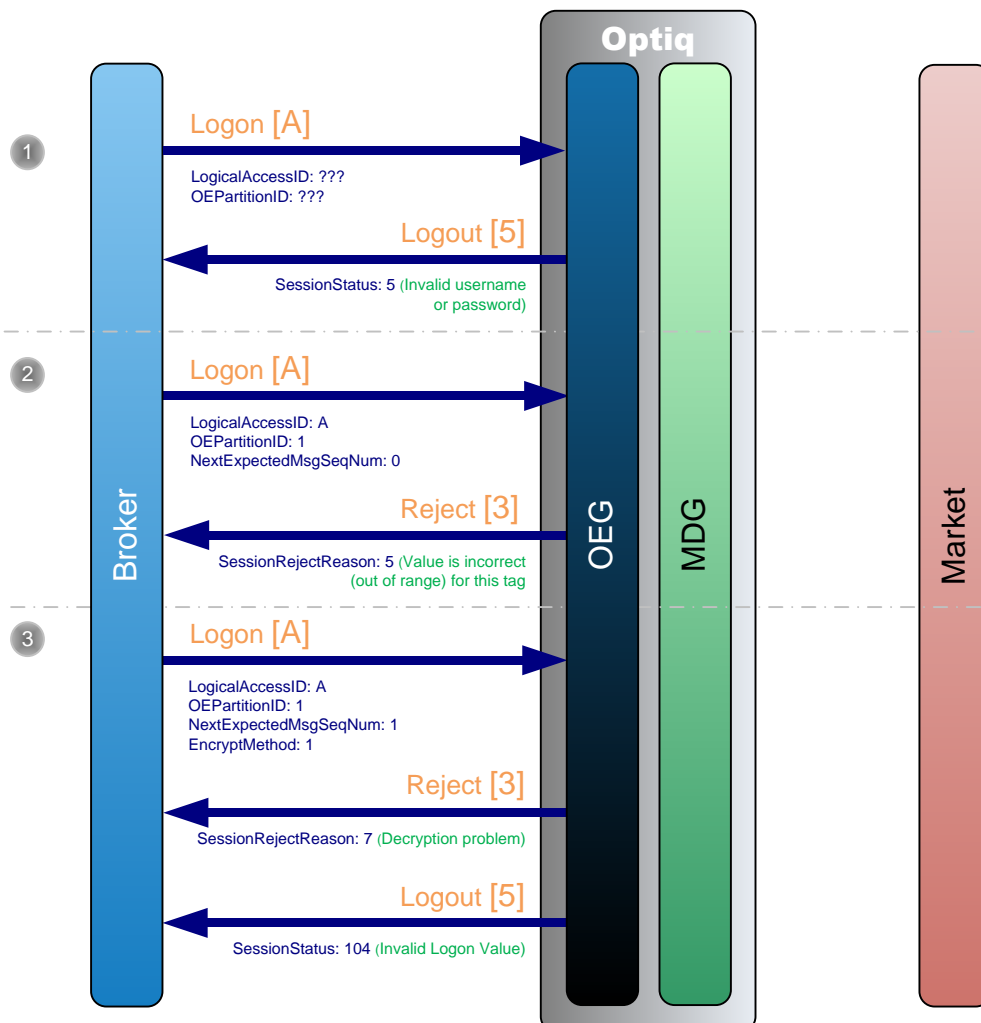 Optiq
Broker
OEG
MDG
Market
1
Logon [A]
LogicalAccessID: ???
OEPartitionID: ???
Logout [5]
SessionStatus: 5 (Invalid username
or password)
2
Logon [A]
LogicalAccessID: A
OEPartitionID: 1
NextExpectedMsgSeqNum: 0
Reject [3]
SessionRejectReason: 5 (Value is incorrect
(out of range) for this tag
3
Logon [A]
LogicalAccessID: A
OEPartitionID: 1
NextExpectedMsgSeqNum: 1
EncryptMethod: 1
Reject [3]
SessionRejectReason: 7 (Decryption problem)
Logout [5]
SessionStatus: 104 (Invalid Logon Value)